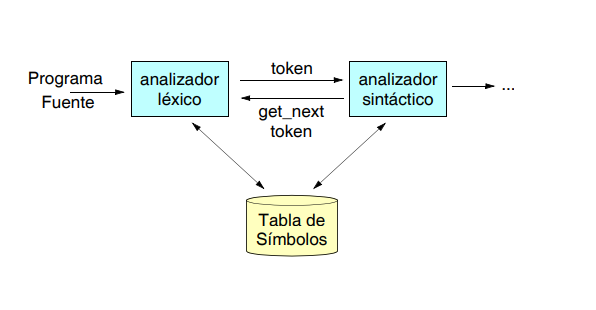 Programa
Fuente
analizador
léxico
token
get_next
token
analizador
sintáctico
...
Tabla de
Símbolos